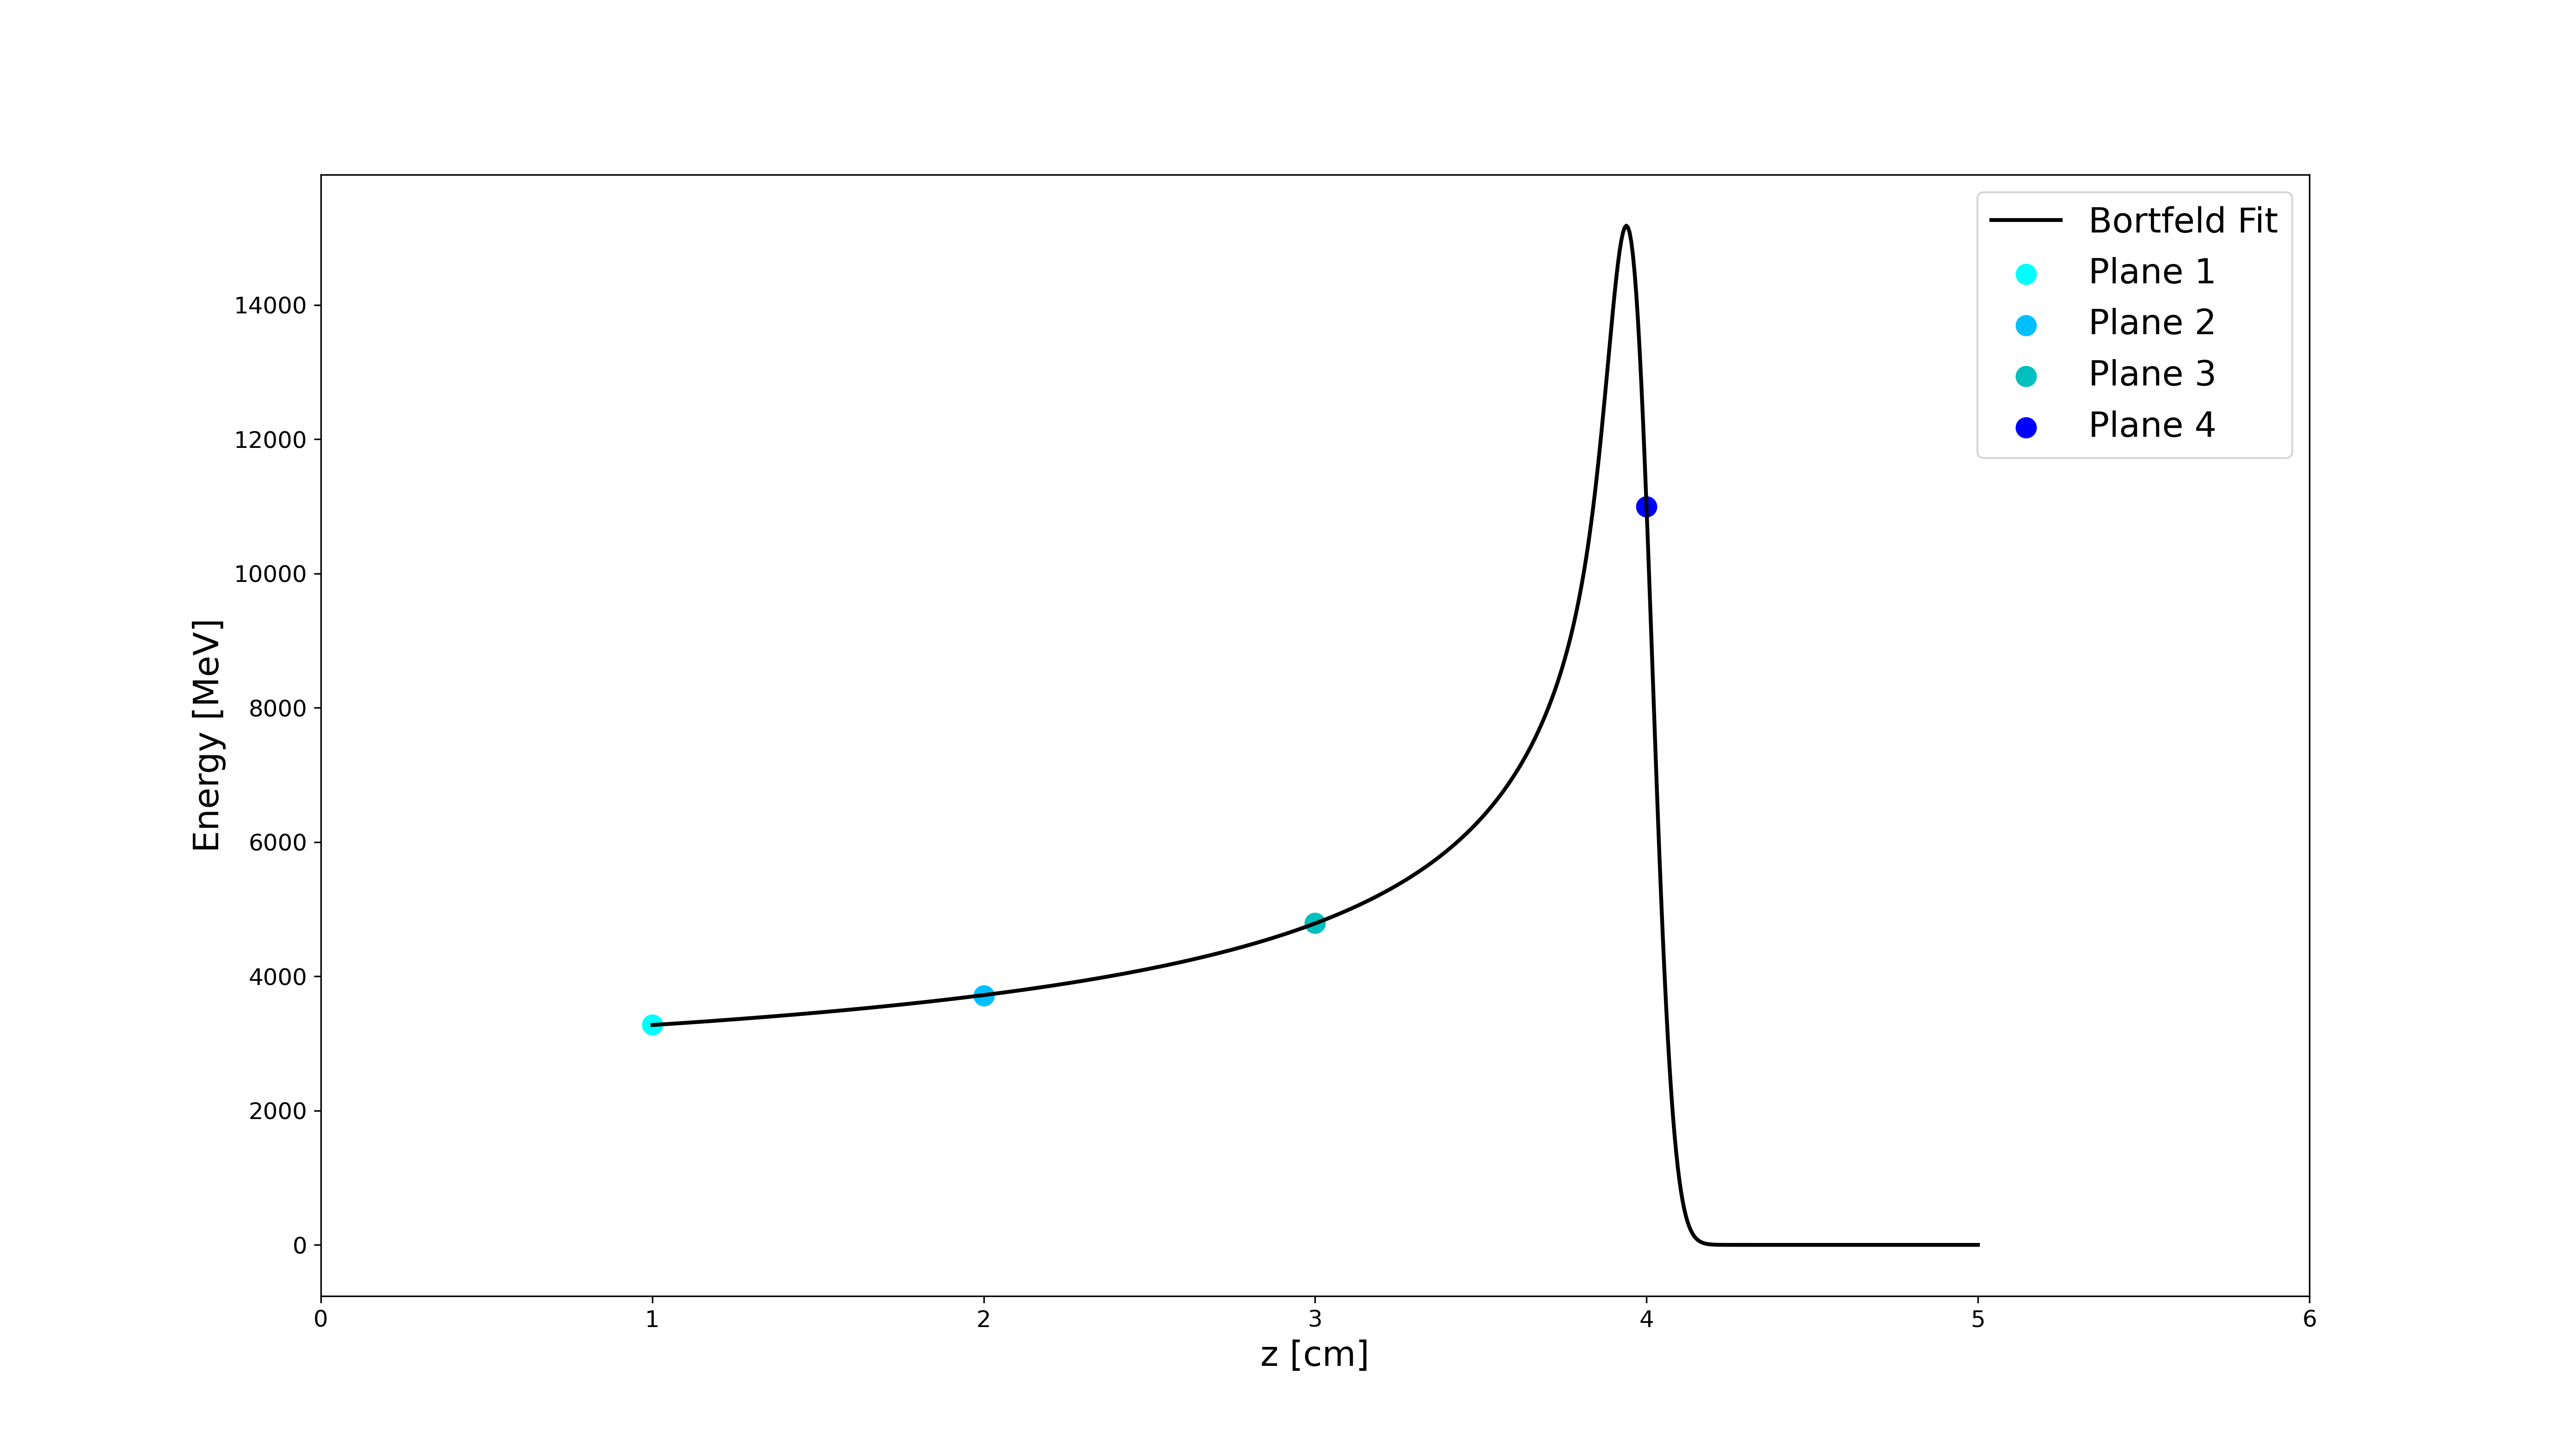 Bortfeld Fit
Plane 1
Plane 2
Plane 3
Plane 4
14000
12000
10000
8000
6000
4000
2000
0
Energy [MeV]
0 1 2 3 4 5 6
z [cm]